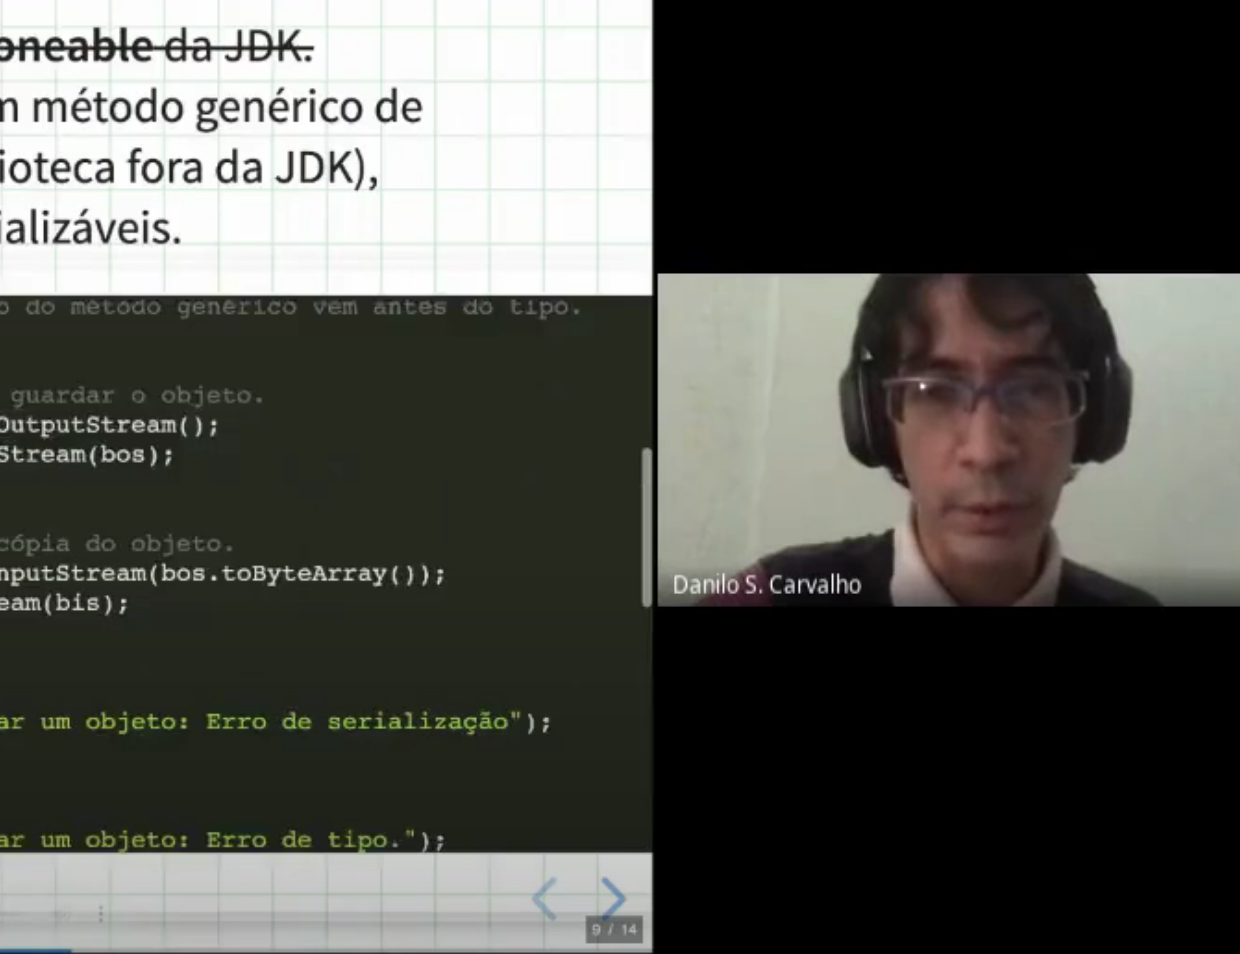 oneable da JDK.
m método genérico de
ioteca fora da JDK),
ializáveis.
o do método genérico vem antes do tipo.
guardar o objeto.
OutputStream();
Stream(bos);
cópia do objeto.
nputStream(bos.toByteArray());
eam(bis);
ar um objeto: Erro de serialização");
ar um objeto: Erro de tipo.");
9 / 14
Danilo S. Carvalho